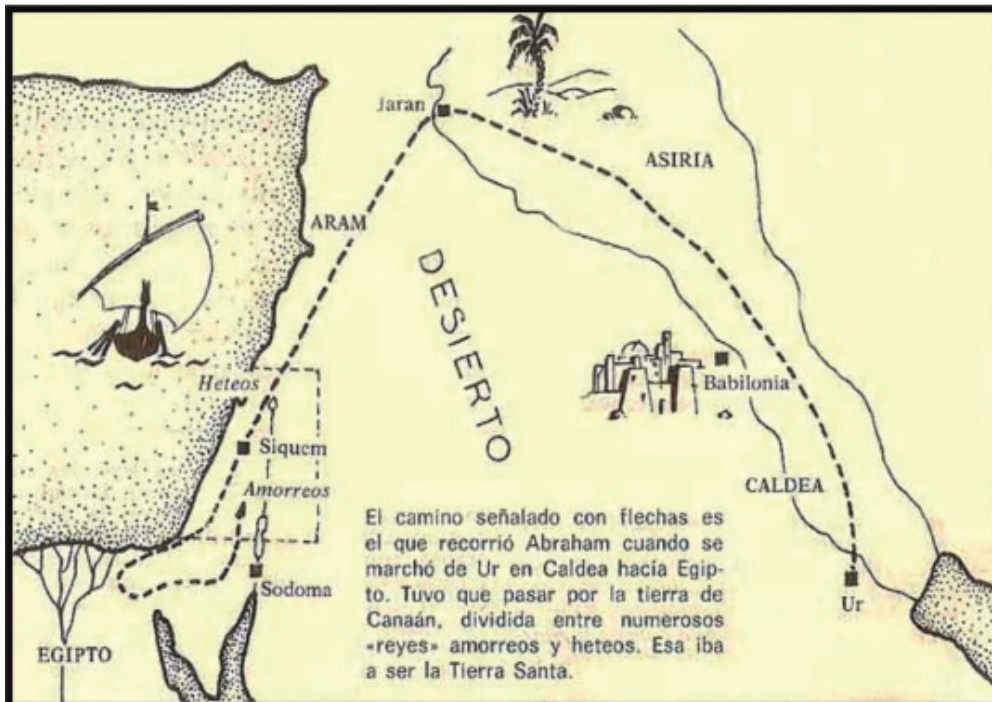 Jaran
ASIRIA
ARAM
DESIERTO
Heteos
Babilonia
Siquem
Amorreos
CALDEA
Sodoma
Ur
EGIPTO
El camino señalado con flechas es
el que recorrió Abraham cuando se
marchó de Ur en Caldea hacia Egip-
to. Tuvo que pasar por la tierra de
Canaán, dividida entre numerosos
«reyes» amorreos y heteos. Esa iba
a ser la Tierra Santa.